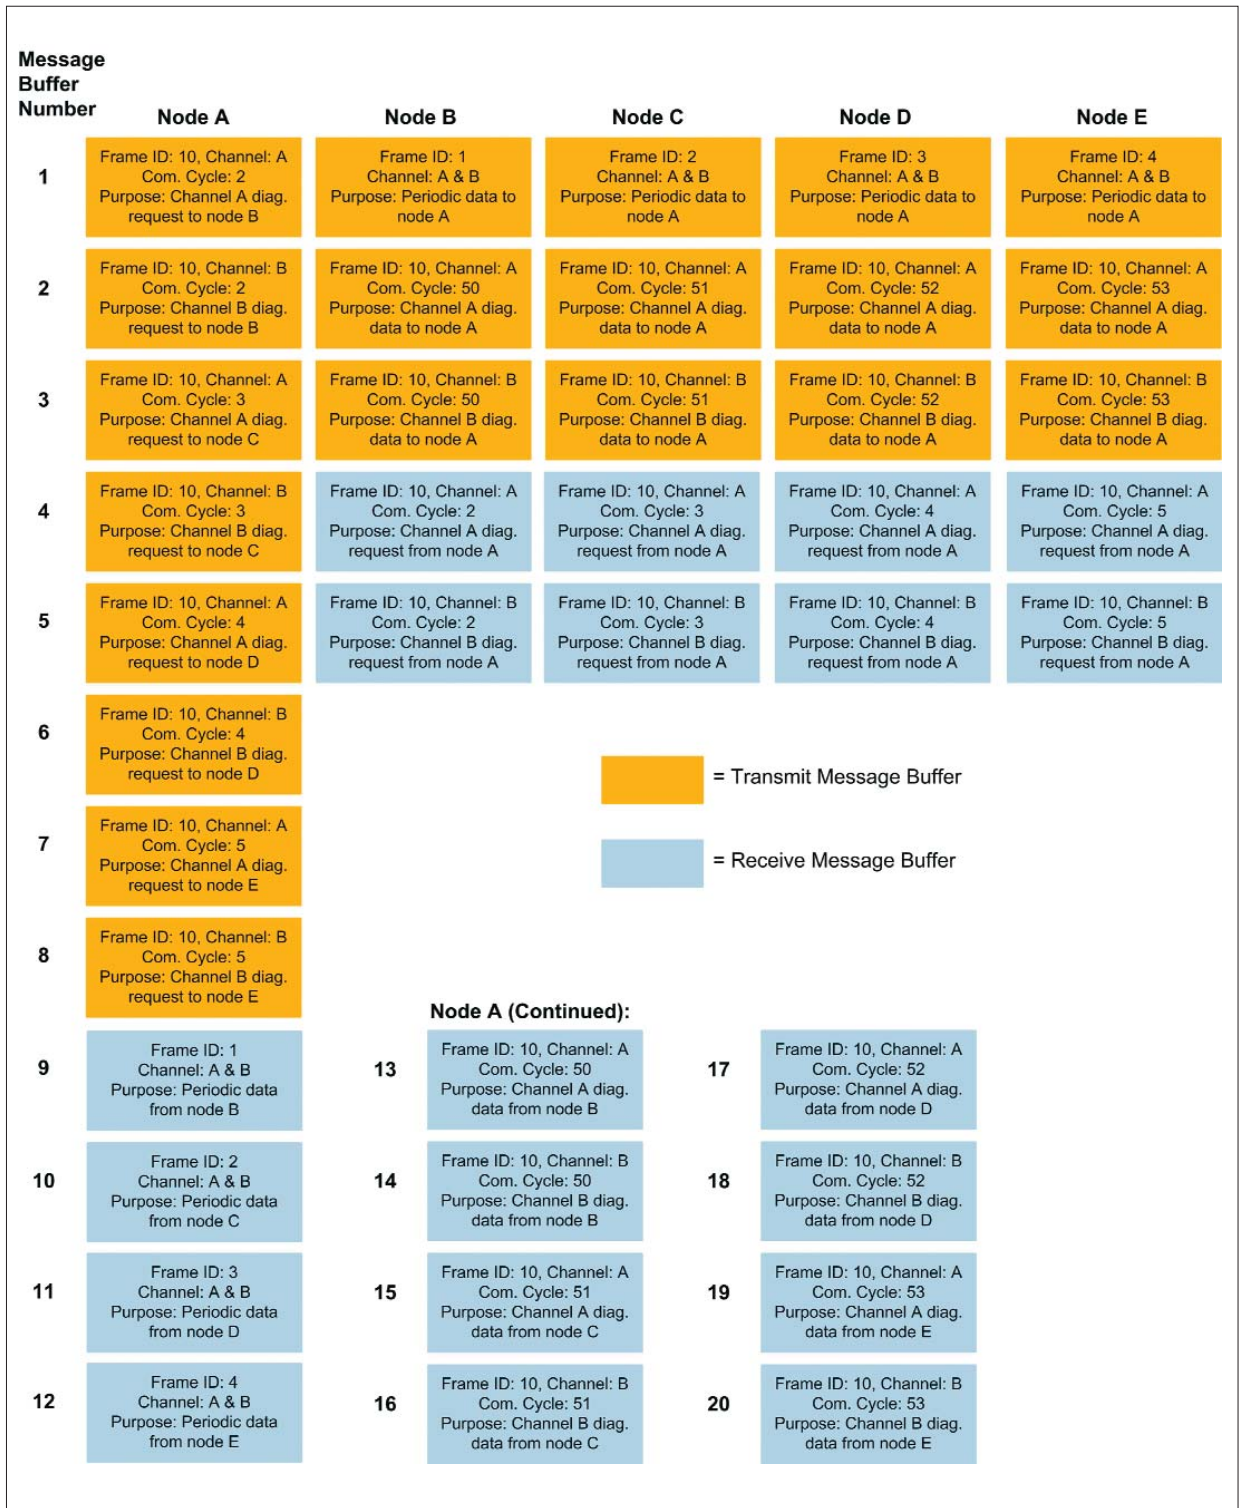 Message
Buffer
Number
Node A
Node B
Node C
Node D
Node E
1
Frame ID: 10, Channel: A
Com. Cycle: 2
Purpose: Channel A diag.
request to node B
Frame ID: 1
Channel: A & B
Purpose: Periodic data to
node A
Frame ID: 2
Channel: A & B
Purpose: Periodic data to
node A
Frame ID: 3
Channel: A & B
Purpose: Periodic data to
node A
Frame ID: 4
Channel: A & B
Purpose: Periodic data to
node A
2
Frame ID: 10, Channel: B
Com. Cycle: 2
Purpose: Channel B diag.
request to node B
Frame ID: 10, Channel: A
Com. Cycle: 50
Purpose: Channel A diag.
data to node A
Frame ID: 10, Channel: A
Com. Cycle: 51
Purpose: Channel A diag.
data to node A
Frame ID: 10, Channel: A
Com. Cycle: 52
Purpose: Channel A diag.
data to node A
Frame ID: 10, Channel: A
Com. Cycle: 53
Purpose: Channel A diag.
data to node A
3
Frame ID: 10, Channel: A
Com. Cycle: 3
Purpose: Channel A diag.
request to node C
Frame ID: 10, Channel: B
Com. Cycle: 50
Purpose: Channel B diag.
data to node A
Frame ID: 10, Channel: B
Com. Cycle: 51
Purpose: Channel B diag.
data to node A
Frame ID: 10, Channel: B
Com. Cycle: 52
Purpose: Channel B diag.
data to node A
Frame ID: 10, Channel: B
Com. Cycle: 53
Purpose: Channel B diag.
data to node A
4
Frame ID: 10, Channel: B
Com. Cycle: 3
Purpose: Channel B diag.
request to node C
Frame ID: 10, Channel: A
Com. Cycle: 2
Purpose: Channel A diag.
request from node A
Frame ID: 10, Channel: A
Com. Cycle: 3
Purpose: Channel A diag.
request from node A
Frame ID: 10, Channel: A
Com. Cycle: 4
Purpose: Channel A diag.
request from node A
Frame ID: 10, Channel: A
Com. Cycle: 5
Purpose: Channel A diag.
request from node A
5
Frame ID: 10, Channel: A
Com. Cycle: 4
Purpose: Channel A diag.
request to node D
Frame ID: 10, Channel: B
Com. Cycle: 2
Purpose: Channel B diag.
request from node A
Frame ID: 10, Channel: B
Com. Cycle: 3
Purpose: Channel B diag.
request from node A
Frame ID: 10, Channel: B
Com. Cycle: 4
Purpose: Channel B diag.
request from node A
Frame ID: 10, Channel: B
Com. Cycle: 5
Purpose: Channel B diag.
request from node A
6
Frame ID: 10, Channel: B
Com. Cycle: 4
Purpose: Channel B diag.
request to node D
= Transmit Message Buffer
7
Frame ID: 10, Channel: A
Com. Cycle: 5
Purpose: Channel A diag.
request to node E
= Receive Message Buffer
8
Frame ID: 10, Channel: B
Com. Cycle: 5
Purpose: Channel B diag.
request to node E
Node A (Continued):
9
Frame ID: 1
Channel: A & B
Purpose: Periodic data
from node B
13
Frame ID: 10, Channel: A
Com. Cycle: 50
Purpose: Channel A diag.
data from node B
17
Frame ID: 10, Channel: A
Com. Cycle: 52
Purpose: Channel A diag.
data from node D
10
Frame ID: 2
Channel: A & B
Purpose: Periodic data
from node C
14
Frame ID: 10, Channel: B
Com. Cycle: 50
Purpose: Channel B diag.
data from node B
18
Frame ID: 10, Channel: B
Com. Cycle: 52
Purpose: Channel B diag.
data from node D
11
Frame ID: 3
Channel: A & B
Purpose: Periodic data
from node D
15
Frame ID: 10, Channel: A
Com. Cycle: 51
Purpose: Channel A diag.
data from node C
19
Frame ID: 10, Channel: A
Com. Cycle: 53
Purpose: Channel A diag.
data from node E
12
Frame ID: 4
Channel: A & B
Purpose: Periodic data
from node E
16
Frame ID: 10, Channel: B
Com. Cycle: 51
Purpose: Channel B diag.
data from node C
20
Frame ID: 10, Channel: B
Com. Cycle: 53
Purpose: Channel B diag.
data from node E